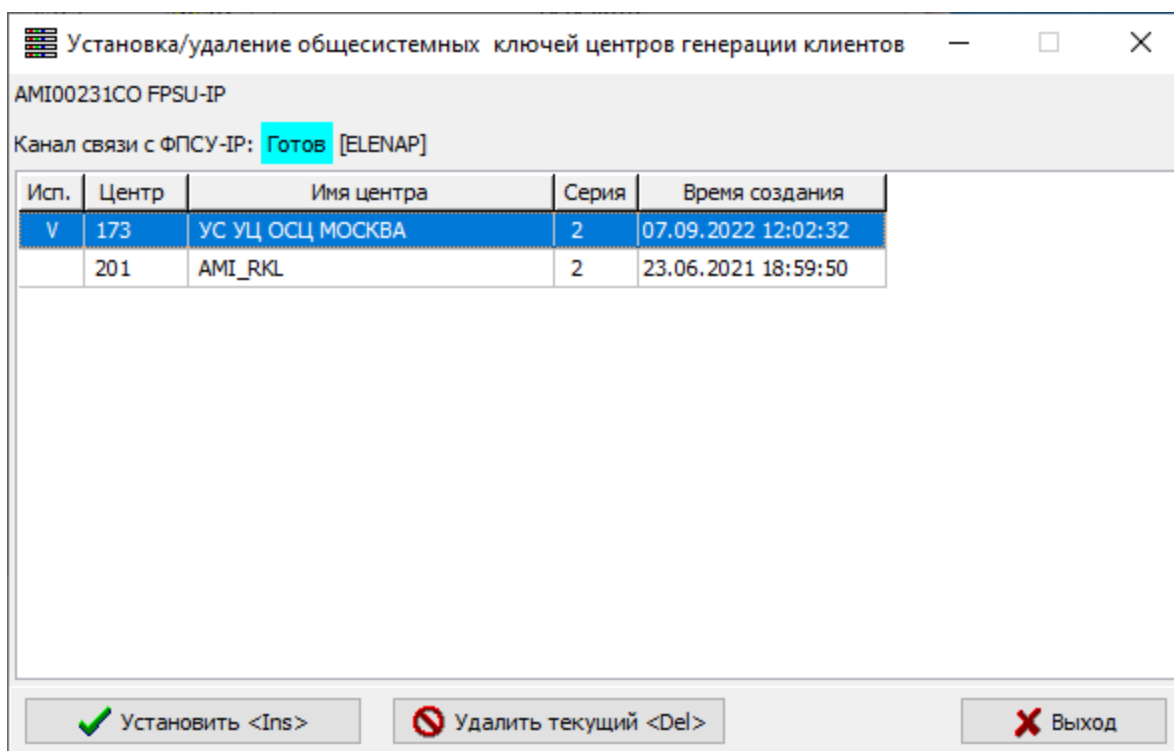 Установка/удаление общесистемных ключей центров генерации клиентов
AMI00231CO FPSU-IP
Канал связи с ФПСУ-IP: Готов [ELENAP]
Исп. Центр Имя центра Серия Время создания
V 173 УС УЦ ОСЦ МОСКВА 2 07.09.2022 12:02:32
201 AMI_RKL 2 23.06.2021 18:59:50
Установить <Ins> Удалить текущий <Del> Выход